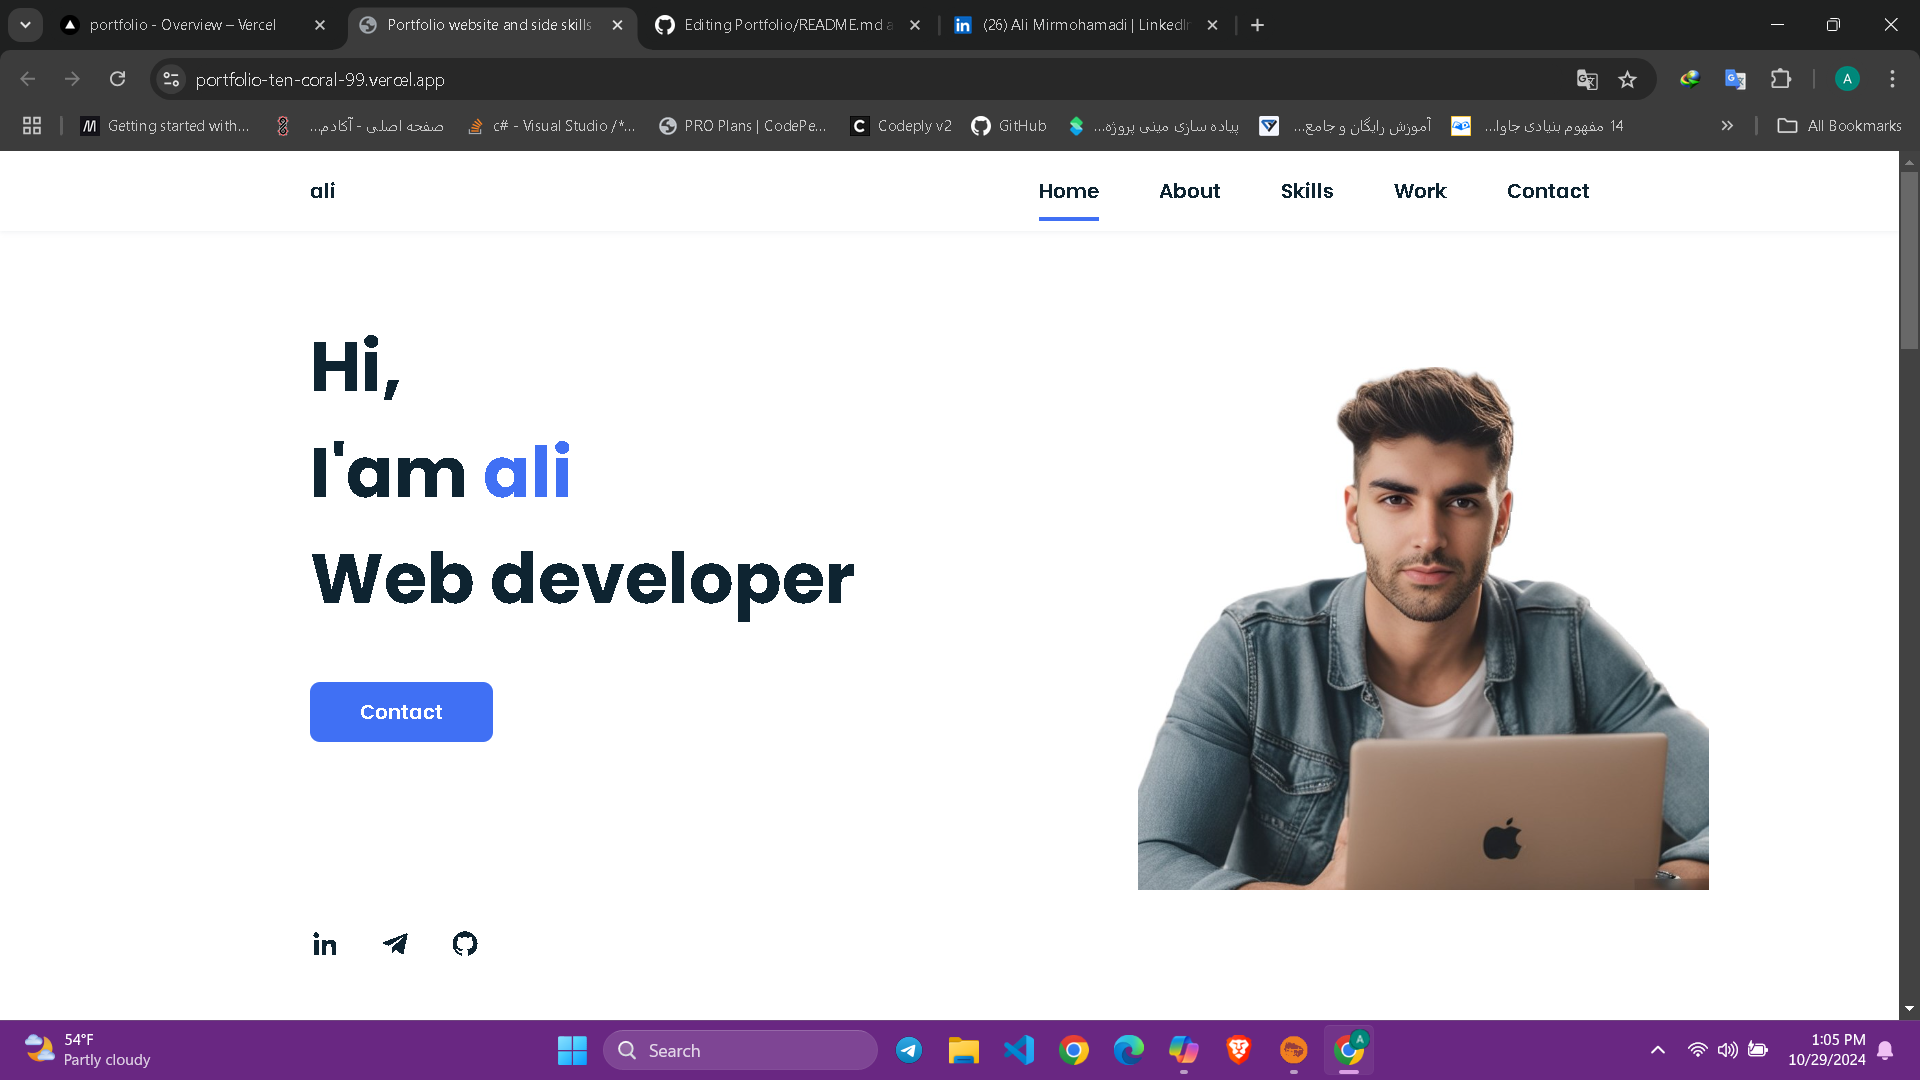 portfolio - Overview – Vercel
Portfolio website and side skills
Editing Portfolio/README.md a
(26) Ali Mirmohamadi | LinkedIn
portfolio-ten-coral-99.vercel.app
A
Getting started with...
صفحه اصلی - آکادم...
c# - Visual Studio /*...
PRO Plans | CodePe...
Codeply v2
GitHub
پیاده سازی مینی پروژه...
آموزش رایگان و جامع...
14 مفهوم بنیادی جاوا...
All Bookmarks
ali
Home
About
Skills
Work
Contact
Hi,
I'am ali
Web developer
Contact
54°F
Partly cloudy
Search
1:05 PM
10/29/2024